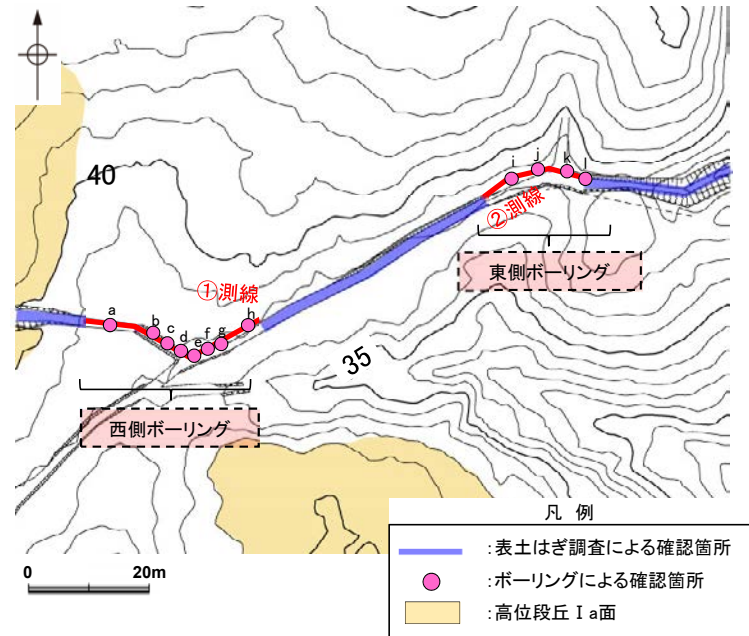 40
i
j
k
l
②測線
東側ボーリング
①測線
a
b
c
d
e
f
g
h
35
西側ボーリング
凡 例
:表土はぎ調査による確認箇所
:ボーリングによる確認箇所
:高位段丘Ⅰa面
0 20m